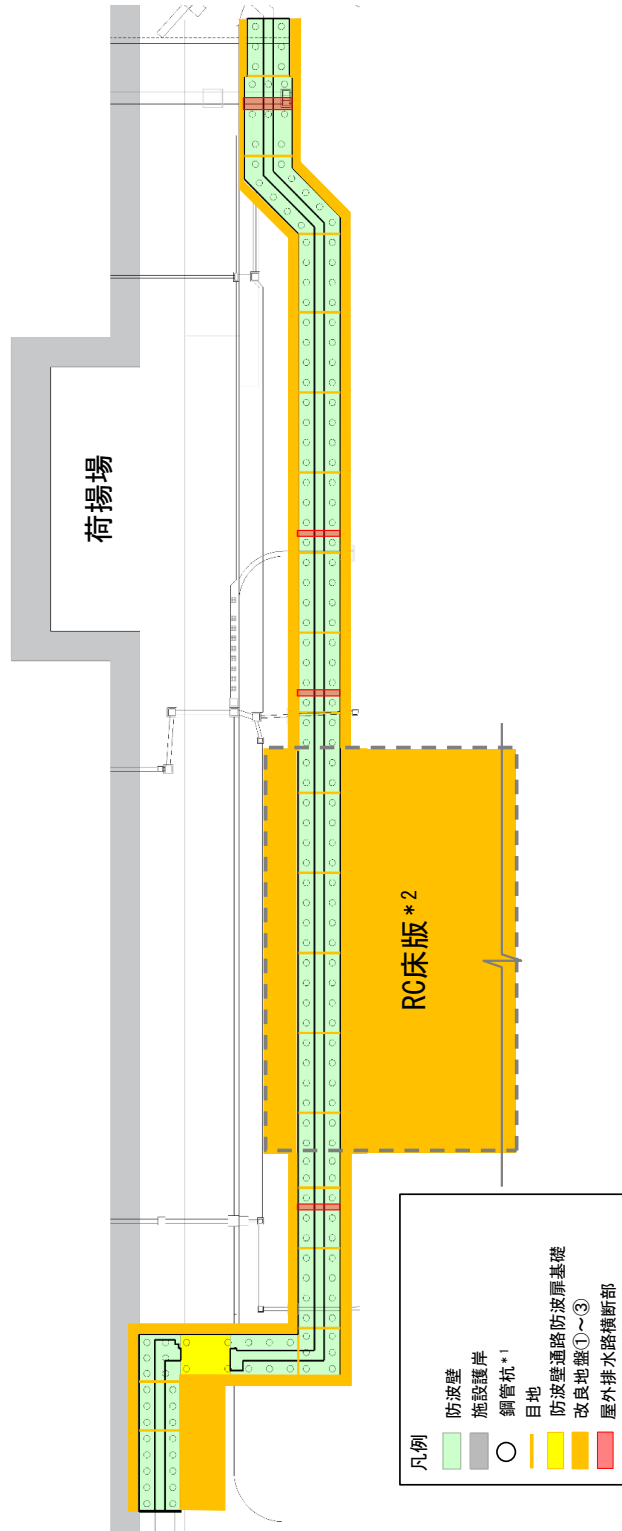 荷揚場
RC床版*2
凡例
防波壁
施設護岸
鋼管杭*1
目地
防波壁通路防波扉基礎
改良地盤①~③
屋外排水路横断部